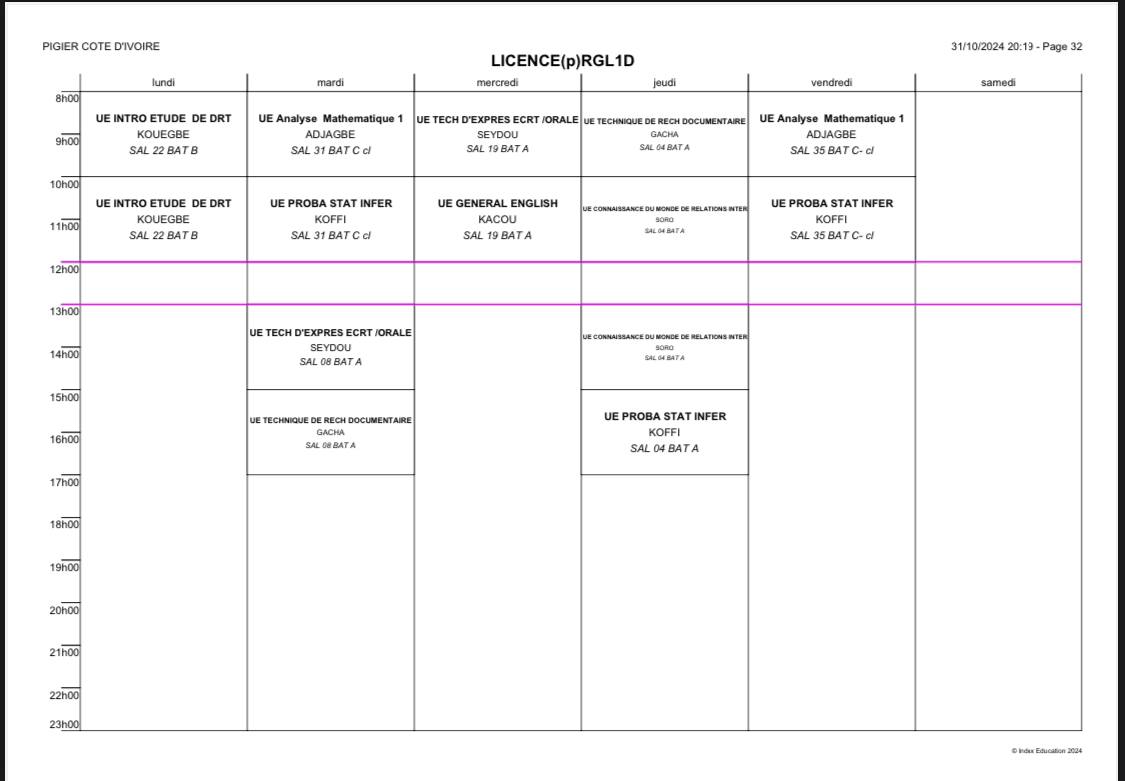 PIGIER COTE D'IVOIRE
31/10/2024 20:19 - Page 32
LICENCE(p)RGL1D
lundi
mardi
mercredi
jeudi
vendredi
samedi
8h00
UE INTRO ETUDE DE DRT
KOUEGBE
SAL 22 BAT B
UE Analyse Mathematique 1
ADJAGBE
SAL 31 BAT C cl
UE TECH D'EXPRES ECRT /ORALE
SEYDOU
SAL 19 BAT A
UE TECHNIQUE DE RECH DOCUMENTAIRE
GACHA
SAL 04 BAT A
UE Analyse Mathematique 1
ADJAGBE
SAL 35 BAT C- cl
9h00
10h00
UE INTRO ETUDE DE DRT
KOUEGBE
SAL 22 BAT B
UE PROBA STAT INFER
KOFFI
SAL 31 BAT C cl
UE GENERAL ENGLISH
KACOU
SAL 19 BAT A
UE CONNAISSANCE DU MONDE DE RELATIONS INTER
SORO
SAL 04 BAT A
UE PROBA STAT INFER
KOFFI
SAL 35 BAT C- cl
11h00
12h00
13h00
UE TECH D'EXPRES ECRT /ORALE
SEYDOU
SAL 08 BAT A
UE CONNAISSANCE DU MONDE DE RELATIONS INTER
SORO
SAL 04 BAT A
14h00
15h00
UE TECHNIQUE DE RECH DOCUMENTAIRE
GACHA
SAL 08 BAT A
UE PROBA STAT INFER
KOFFI
SAL 04 BAT A
16h00
17h00
18h00
19h00
20h00
21h00
22h00
23h00
© Index Education 2024